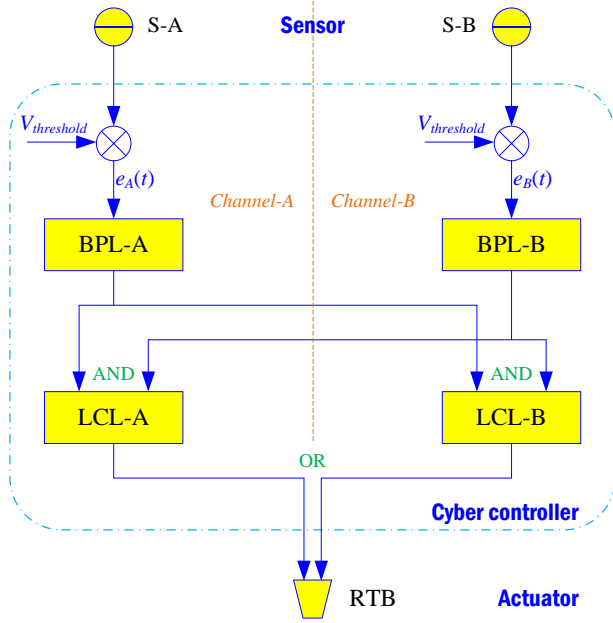 S-A
Sensor
S-B
V_threshold
V_threshold
e_A(t)
e_B(t)
Channel-A
Channel-B
BPL-A
BPL-B
AND
AND
LCL-A
LCL-B
OR
Cyber controller
RTB
Actuator